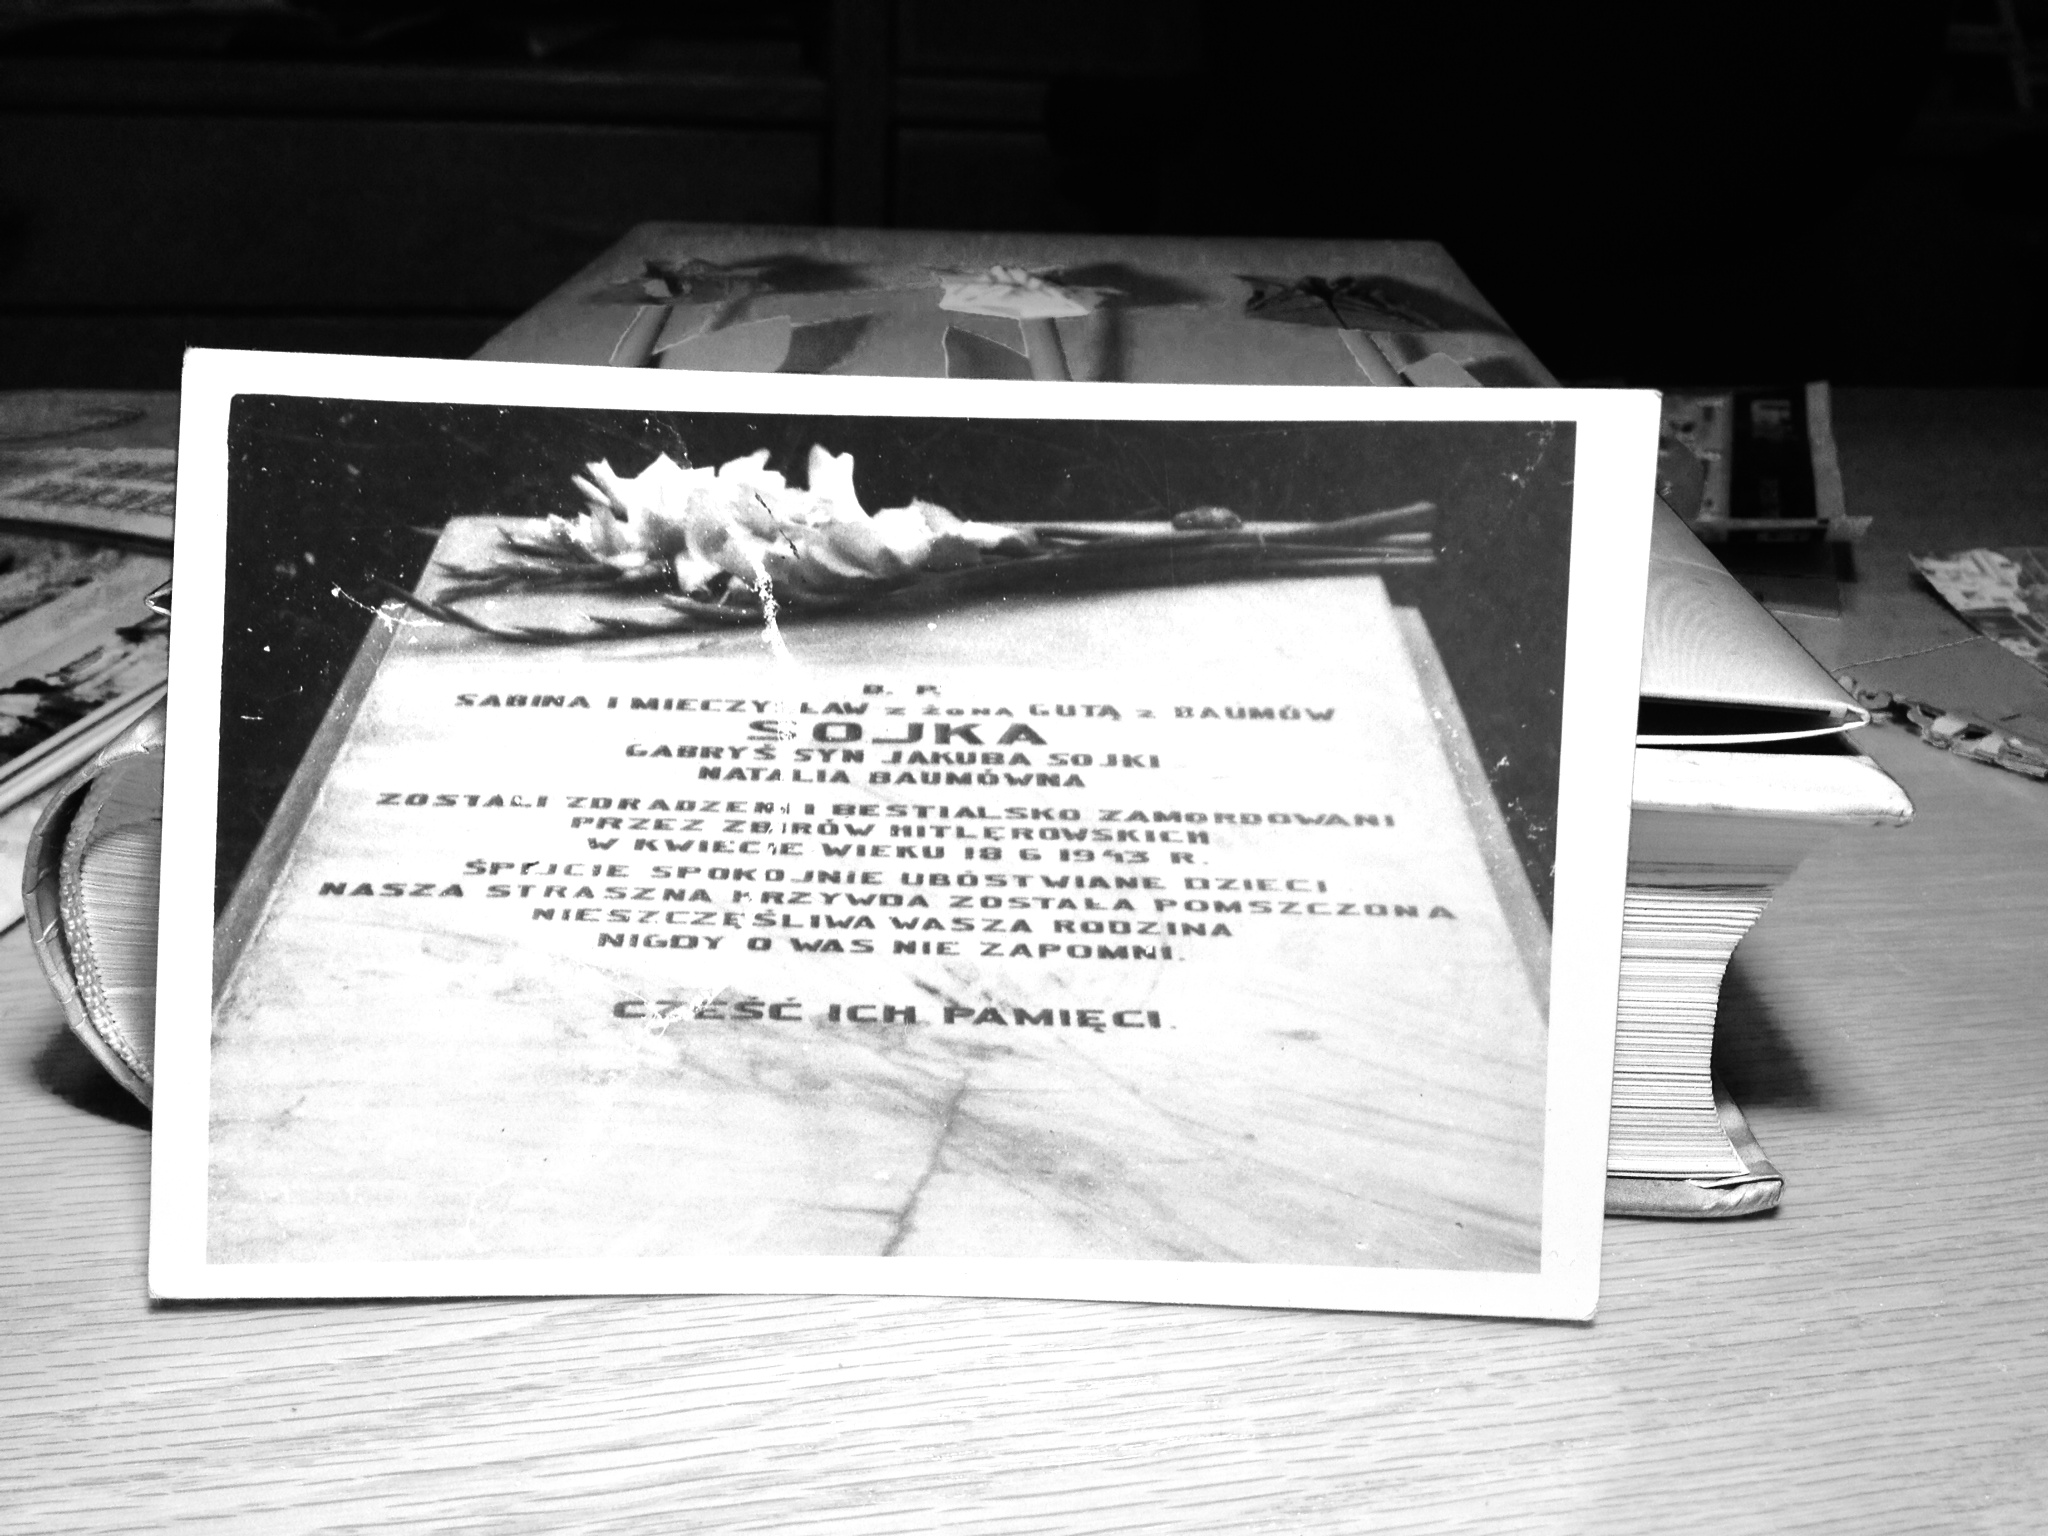 B. P.
SABINA I MIECZYSŁAW Z ŻONĄ GUTĄ Z BAUMÓW
SOJKA
GABRYŚ SYN JAKUBA SOJKI
NATALIA BAUMÓWNA
ZOSTALI ZDRADZENI I BESTIALSKO ZAMORDOWANI
PRZEZ ZBIRÓW HITLEROWSKICH
W KWIECIE WIEKU 18 6 1943 R.
ŚPIJCIE SPOKOJNIE UBÓSTWIANE DZIECI
NASZA STRASZNA KRZYWDA ZOSTAŁA POMSZCZONA
NIESZCZĘŚLIWA WASZA RODZINA
NIGDY O WAS NIE ZAPOMNI.
CZEŚĆ ICH PAMIĘCI.